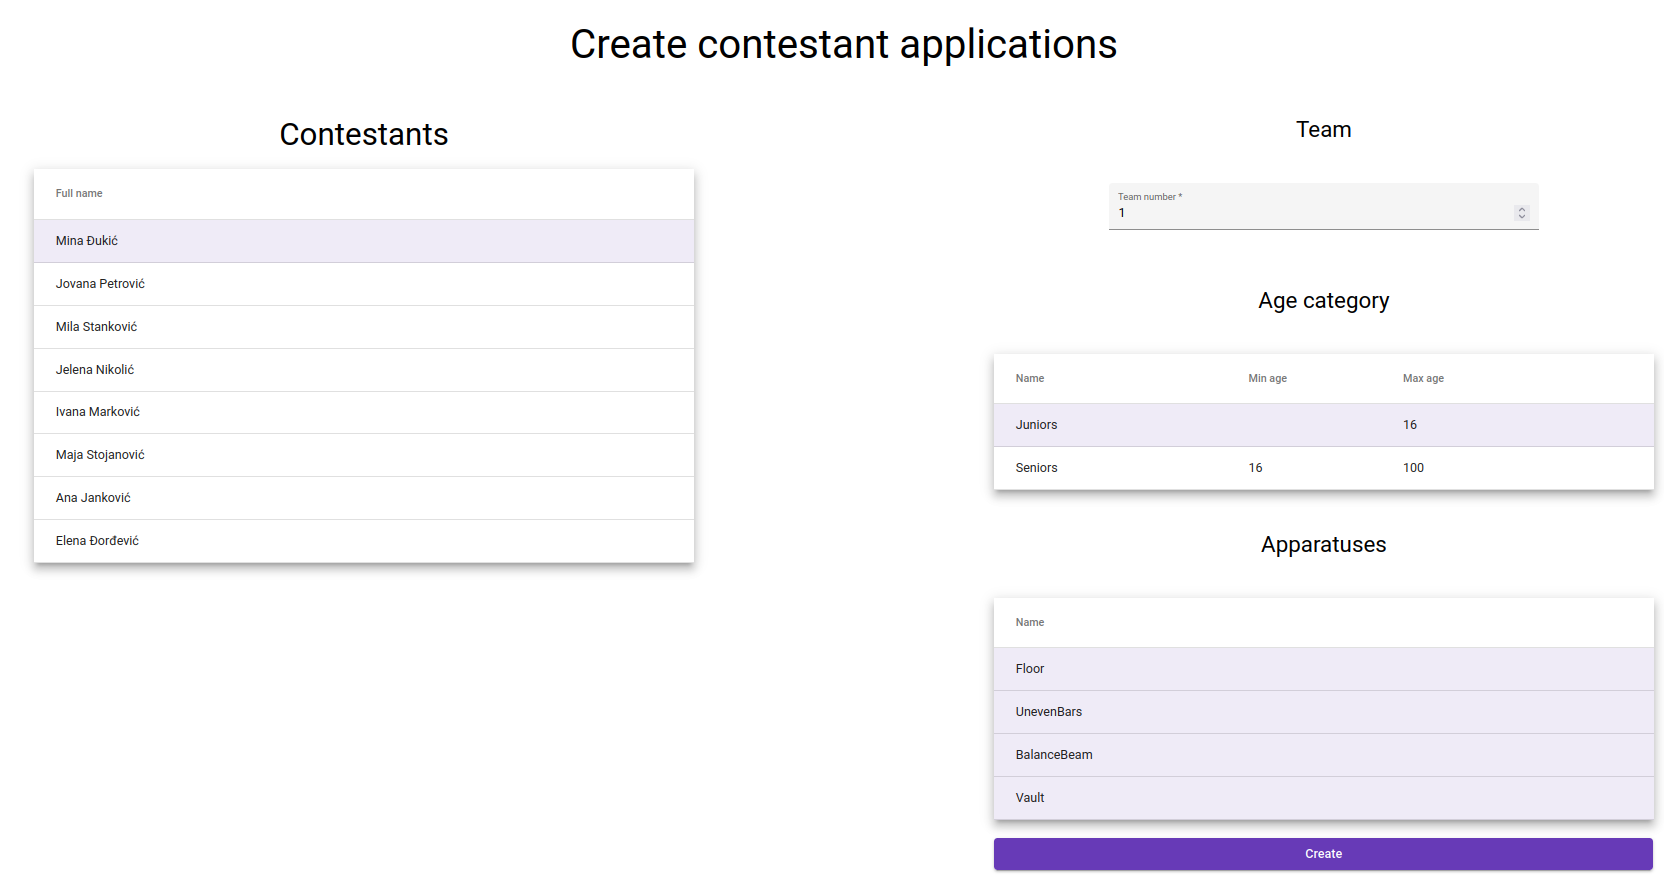 Create contestant applications
Contestants
Full name
Mina Đukić
Jovana Petrović
Mila Stanković
Jelena Nikolić
Ivana Marković
Maja Stojanović
Ana Janković
Elena Đorđević
Team
Team number *
1
Age category
Name Min age Max age
Juniors 16
Seniors 16 100
Apparatuses
Name
Floor
UnevenBars
BalanceBeam
Vault
Create